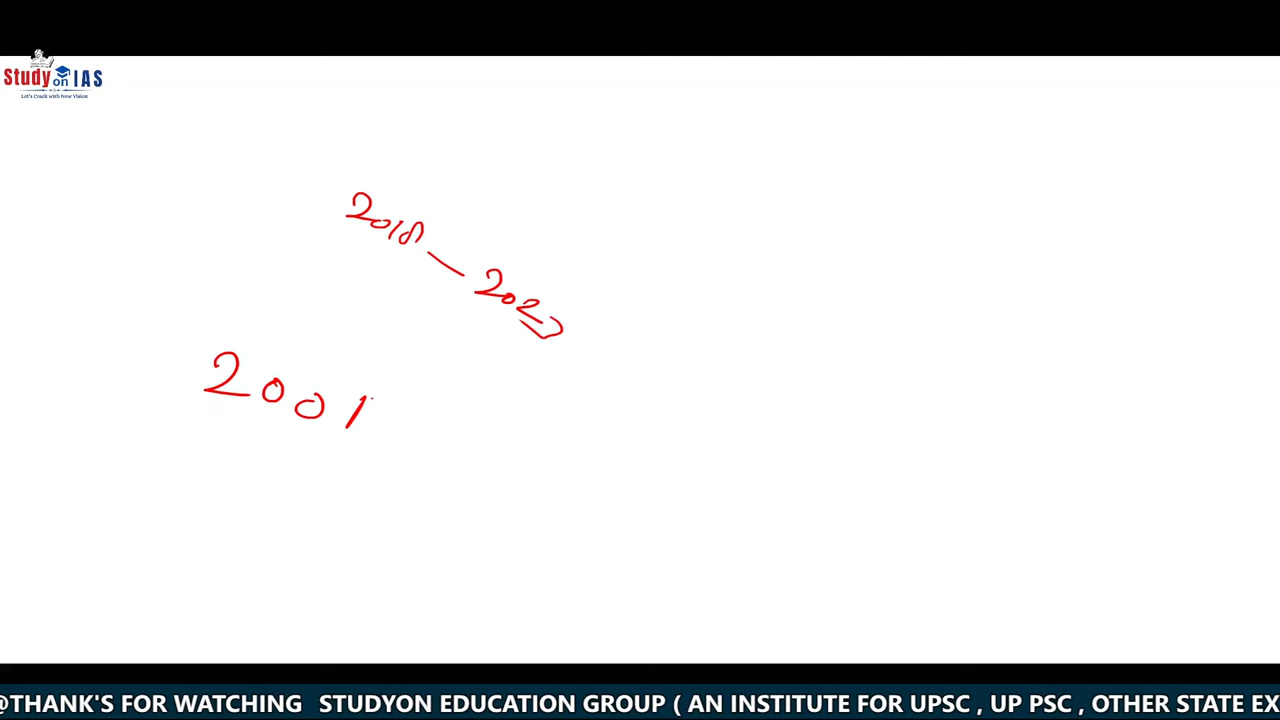 Study on IAS
Let's Crack with New Vision
2018 - 2023
2001
@THANK'S FOR WATCHING STUDYON EDUCATION GROUP ( AN INSTITUTE FOR UPSC , UP PSC , OTHER STATE EX